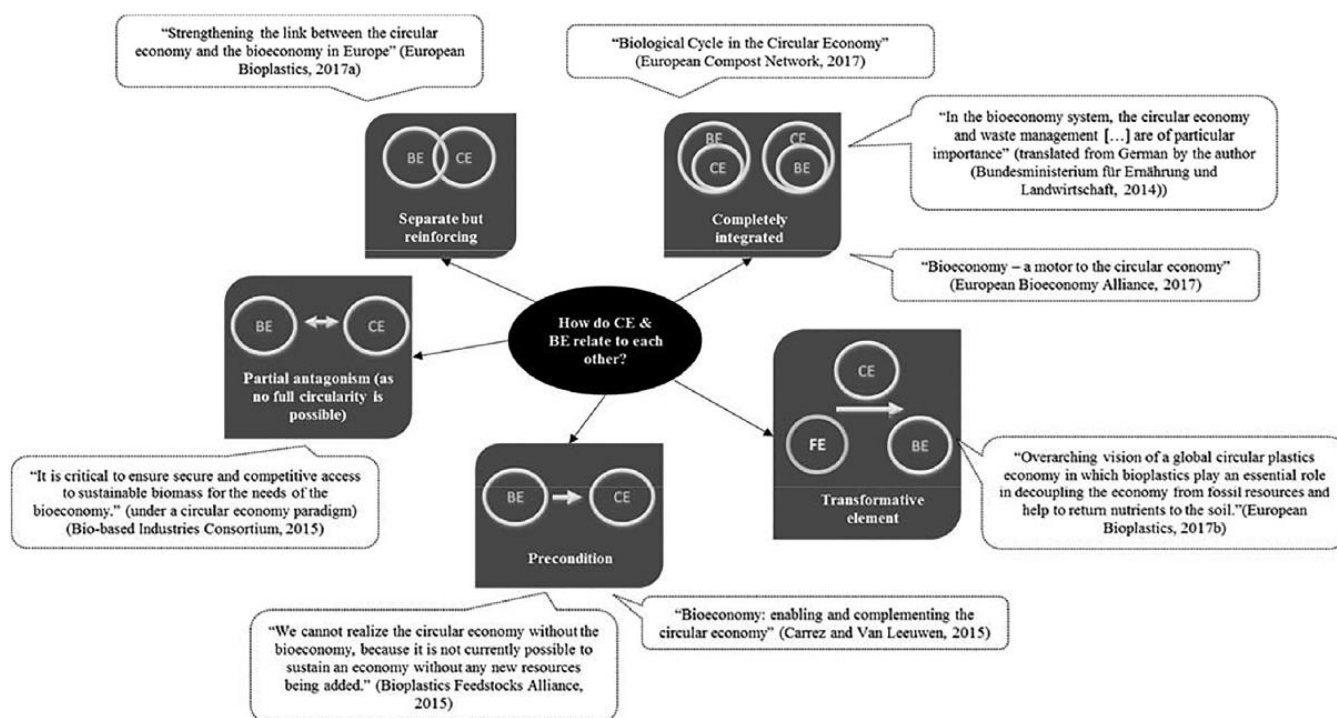 “Strengthening the link between the circular
economy and the bioeconomy in Europe” (European
Bioplastics, 2017a)
“Biological Cycle in the Circular Economy”
(European Compost Network, 2017)
BE
CE
Separate but
reinforcing
BE
CE
CE
BE
Completely
integrated
“In the bioeconomy system, the circular economy
and waste management […] are of particular
importance” (translated from German by the author
(Bundesministerium für Ernährung und
Landwirtschaft, 2014))
“Bioeconomy – a motor to the circular economy”
(European Bioeconomy Alliance, 2017)
BE
CE
Partial antagonism (as
no full circularity is
possible)
How do CE &
BE relate to each
other?
CE
FE
BE
Transformative
element
“It is critical to ensure secure and competitive access
to sustainable biomass for the needs of the
bioeconomy.” (under a circular economy paradigm)
(Bio-based Industries Consortium, 2015)
“Overarching vision of a global circular plastics
economy in which bioplastics play an essential role
in decoupling the economy from fossil resources and
help to return nutrients to the soil.”(European
Bioplastics, 2017b)
BE
CE
Precondition
“We cannot realize the circular economy without the
bioeconomy, because it is not currently possible to
sustain an economy without any new resources
being added.” (Bioplastics Feedstocks Alliance,
2015)
“Bioeconomy: enabling and complementing the
circular economy” (Carrez and Van Leeuwen, 2015)